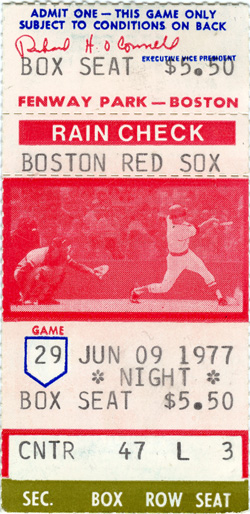 ADMIT ONE - THIS GAME ONLY
SUBJECT TO CONDITIONS ON BACK
Richard H. O'Connell
EXECUTIVE VICE PRESIDENT
BOX SEAT $5.50
FENWAY PARK — BOSTON
RAIN CHECK
BOSTON RED SOX
GAME
29 JUN 09 1977
* NIGHT *
BOX SEAT $5.50
CNTR 47 L 3
SEC. BOX ROW SEAT